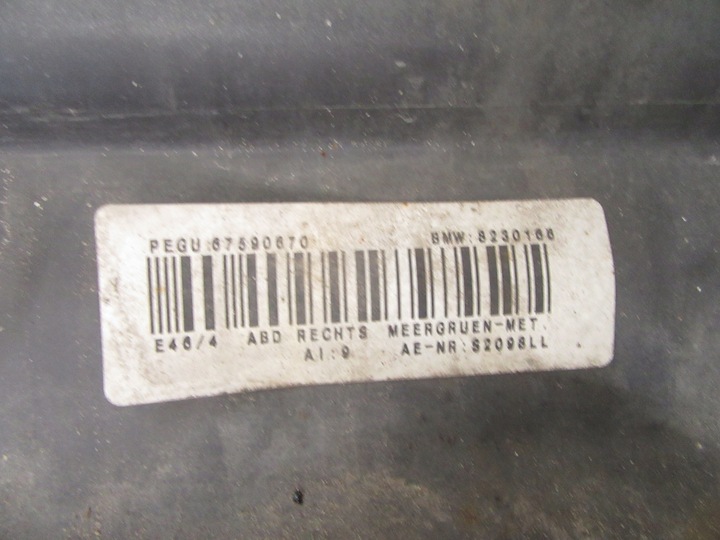 PEGU:67590670 BMW:8230166
E46/4 ABD RECHTS MEERGRUEN-MET.
AI:9 AE-NR:S2098LL